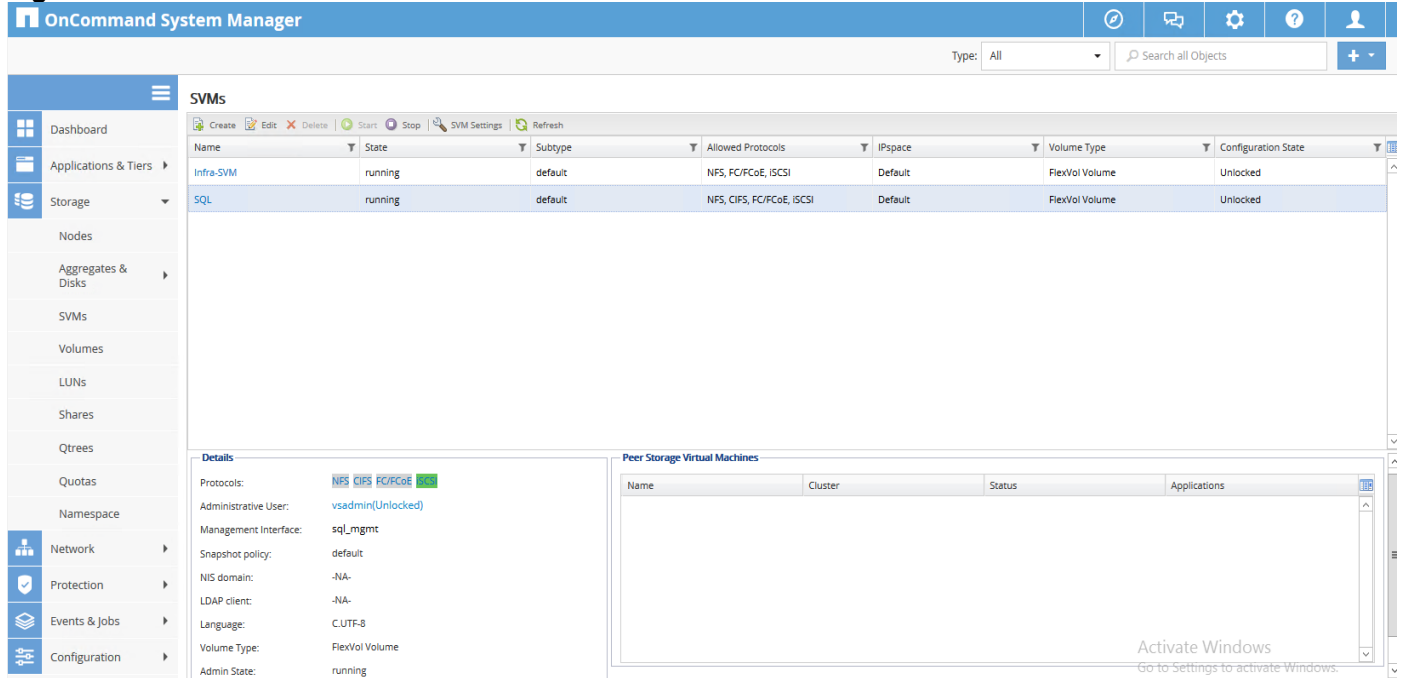 OnCommand System Manager
Type: All Search all Objects
SVMs
Create Edit Delete Start Stop SVM Settings Refresh
Name State Subtype Allowed Protocols IPspace Volume Type Configuration State
Infra-SVM running default NFS, FC/FCoE, iSCSI Default FlexVol Volume Unlocked
SQL running default NFS, CIFS, FC/FCoE, iSCSI Default FlexVol Volume Unlocked
Dashboard
Applications & Tiers
Storage
Nodes
Aggregates &
Disks
SVMs
Volumes
LUNs
Shares
Qtrees
Quotas
Namespace
Network
Protection
Events & Jobs
Configuration
Details
Protocols: NFS CIFS FC/FCoE iSCSI
Administrative User: vsadmin(Unlocked)
Management Interface: sql_mgmt
Snapshot policy: default
NIS domain: -NA-
LDAP client: -NA-
Language: C.UTF-8
Volume Type: FlexVol Volume
Admin State: running
Peer Storage Virtual Machines
Name Cluster Status Applications
Activate Windows
Go to Settings to activate Windows.